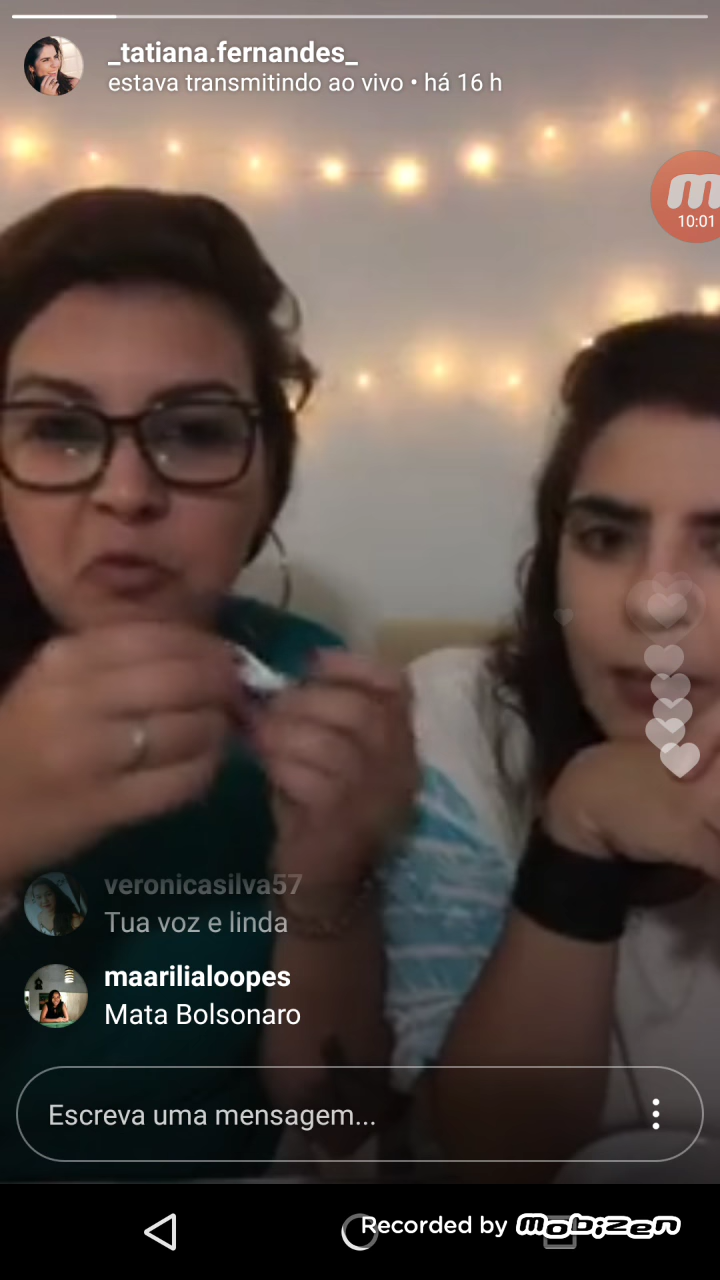 _tatiana.fernandes_
estava transmitindo ao vivo • há 16 h
m
10:01
veronicasilva57
Tua voz e linda
maarilialoopes
Mata Bolsonaro
Escreva uma mensagem...
Recorded by mobizen